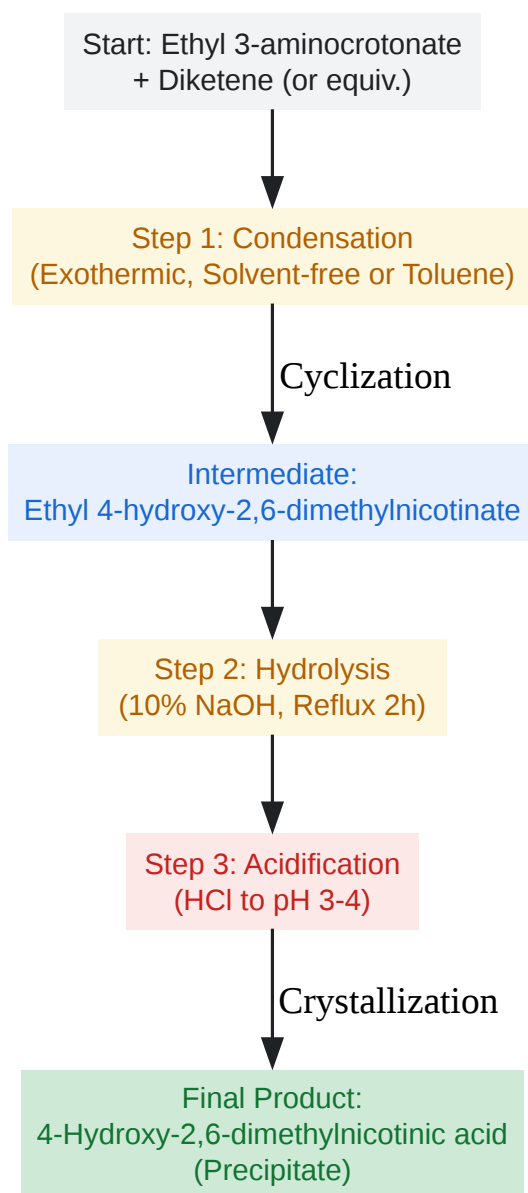 Start: Ethyl 3-aminocrotonate
+ Diketene (or equiv.)
Step 1: Condensation
(Exothermic, Solvent-free or Toluene)
Cyclization
Intermediate:
Ethyl 4-hydroxy-2,6-dimethylnicotinate
Step 2: Hydrolysis
(10% NaOH, Reflux 2h)
Step 3: Acidification
(HCl to pH 3-4)
Crystallization
Final Product:
4-Hydroxy-2,6-dimethylnicotinic acid
(Precipitate)